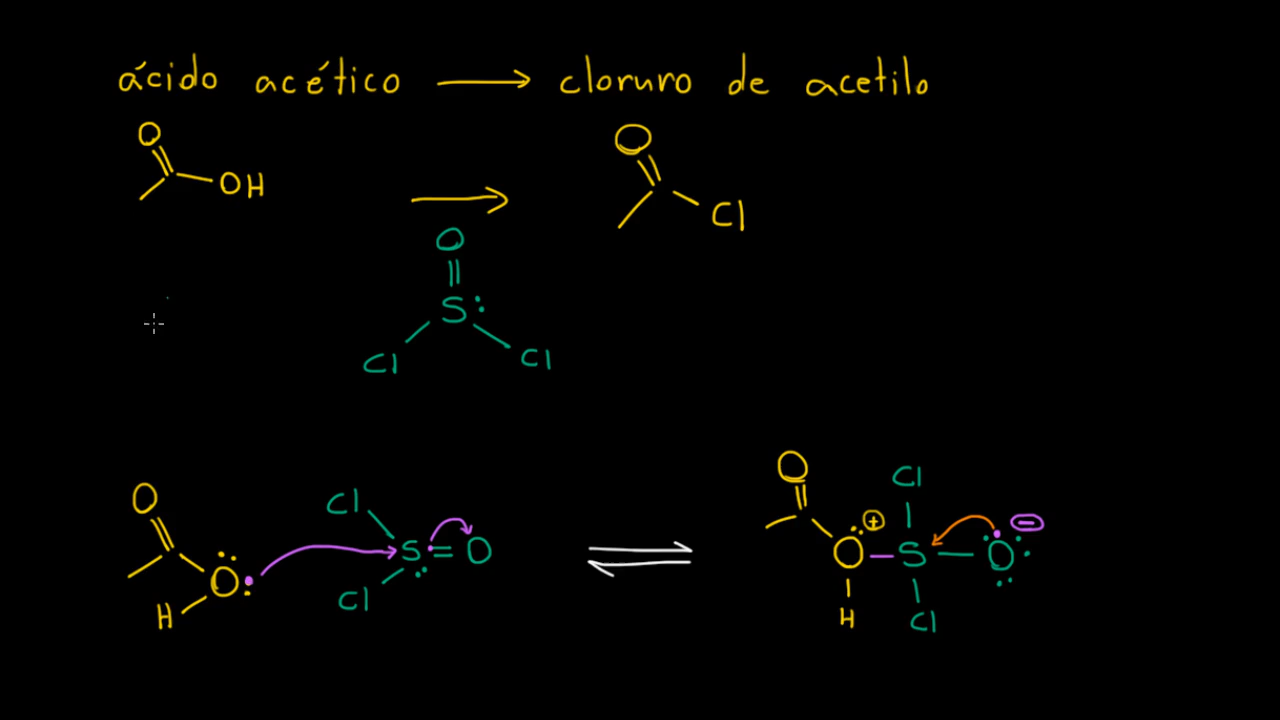 ácido acético → cloruro de acetilo
O O
OH → Cl
O
S:
Cl Cl
O Cl O Cl
S=O ⇌ O ⊕ – S – O ⊖
H O: Cl H Cl